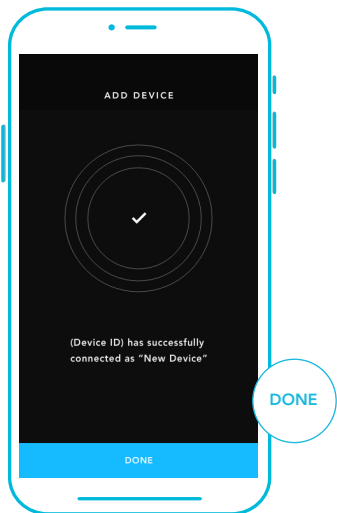 ADD DEVICE
(Device ID) has successfully
connected as “New Device”
DONE
DONE